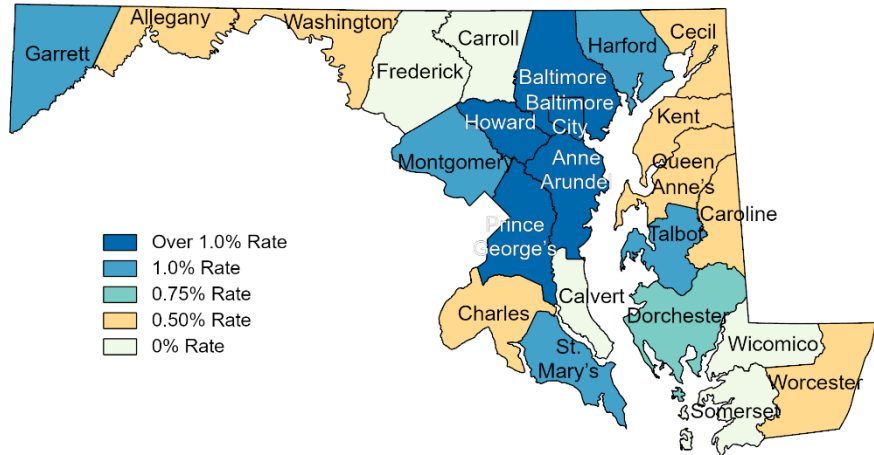 Allegany
Washington
Garrett
Carroll
Harford
Cecil
Frederick
Baltimore
Baltimore
City
Howard
Kent
Montgomery
Anne
Arundel
Queen
Anne's
Caroline
Prince
George's
Talbot
Over 1.0% Rate
1.0% Rate
0.75% Rate
0.50% Rate
0% Rate
Charles
Calvert
Dorchester
St.
Mary's
Wicomico
Worcester
Somerset